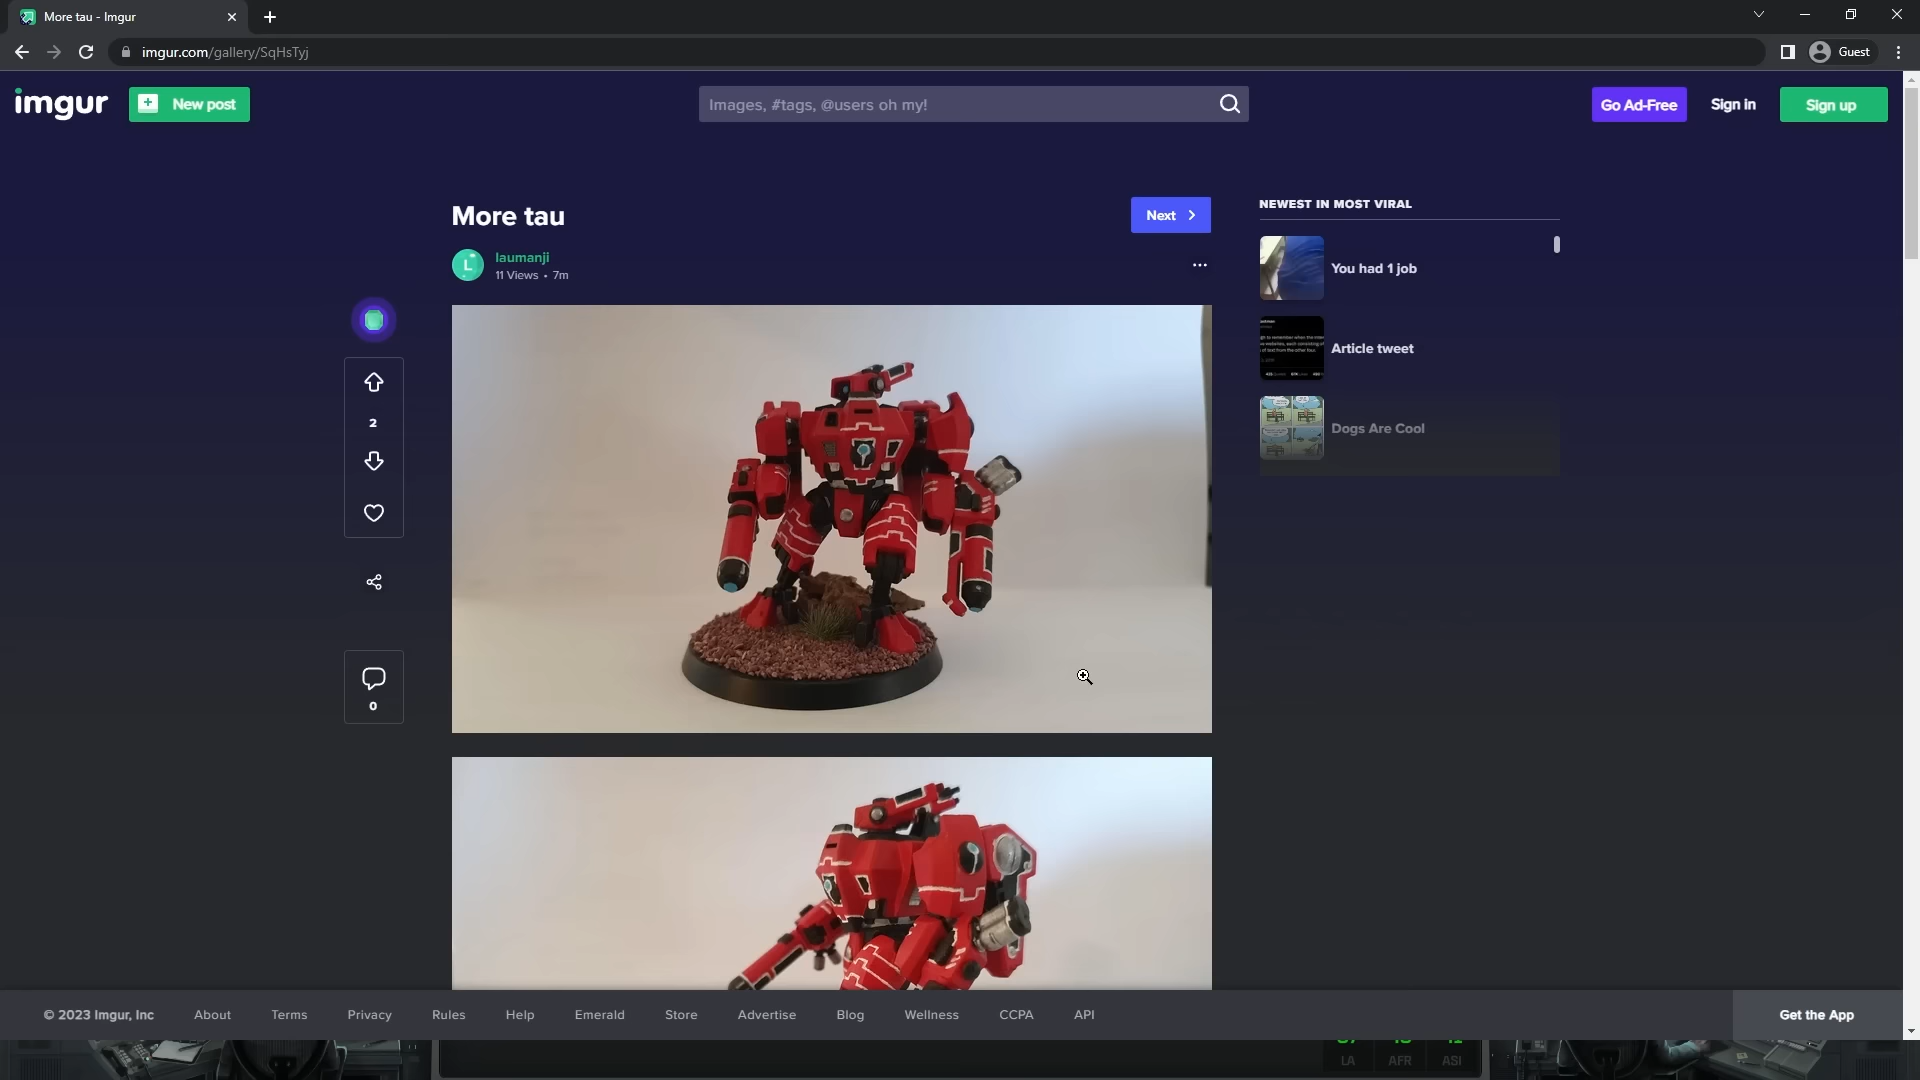 More tau - Imgur
imgur.com/gallery/SqHsTyj
Guest
imgur
New post
Images, #tags, @users oh my!
Go Ad-Free
Sign in
Sign up
More tau
Next
L
laumanji
11 Views • 7m
2
0
NEWEST IN MOST VIRAL
You had 1 job
Article tweet
Dogs Are Cool
© 2023 Imgur, Inc
About
Terms
Privacy
Rules
Help
Emerald
Store
Advertise
Blog
Wellness
CCPA
API
Get the App
LA
AFR
ASI